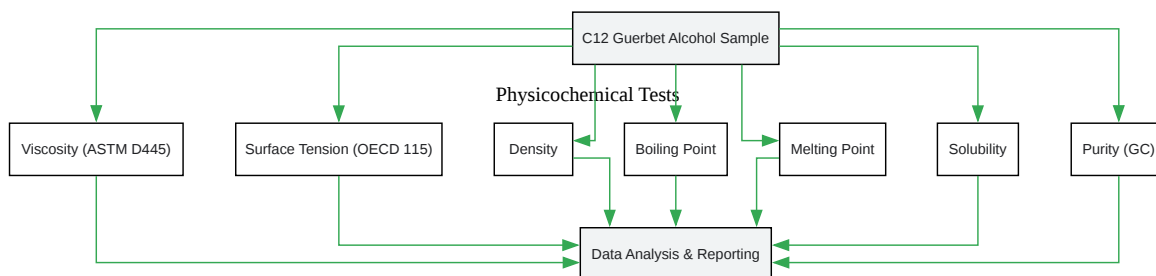 C12 Guerbet Alcohol Sample
Physicochemical Tests
Viscosity (ASTM D445)
Surface Tension (OECD 115)
Density
Boiling Point
Melting Point
Solubility
Purity (GC)
Data Analysis & Reporting